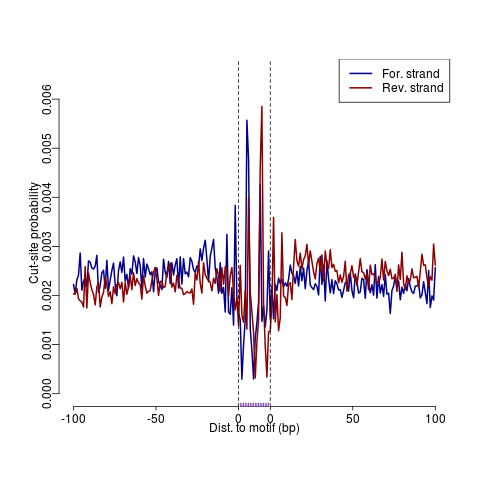 For. strand
Rev. strand
Cut-site probability
0.006
0.005
0.004
0.003
0.002
0.001
0.000
-100 -50 0 0 50 100
Dist. to motif (bp)